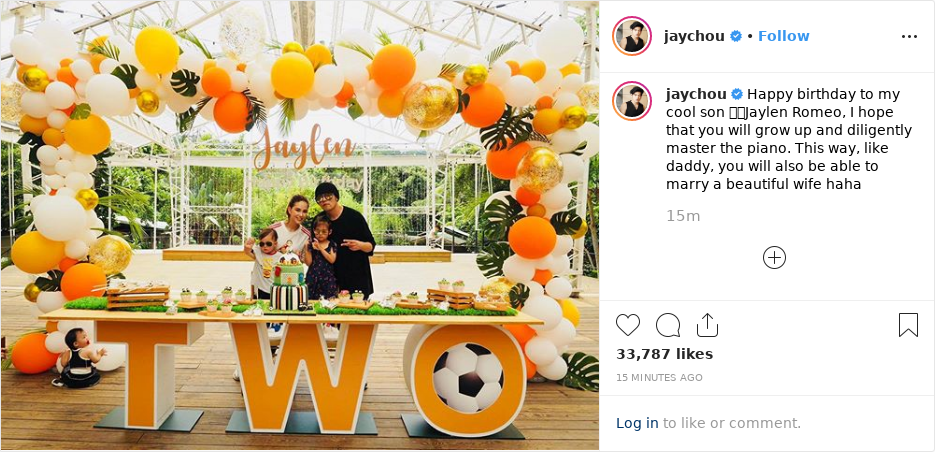 Jaylen
TWO
jaychou • Follow
jaychou Happy birthday to my
cool son Jaylen Romeo, I hope
that you will grow up and diligently
master the piano. This way, like
daddy, you will also be able to
marry a beautiful wife haha
15m
33,787 likes
15 MINUTES AGO
Log in to like or comment.